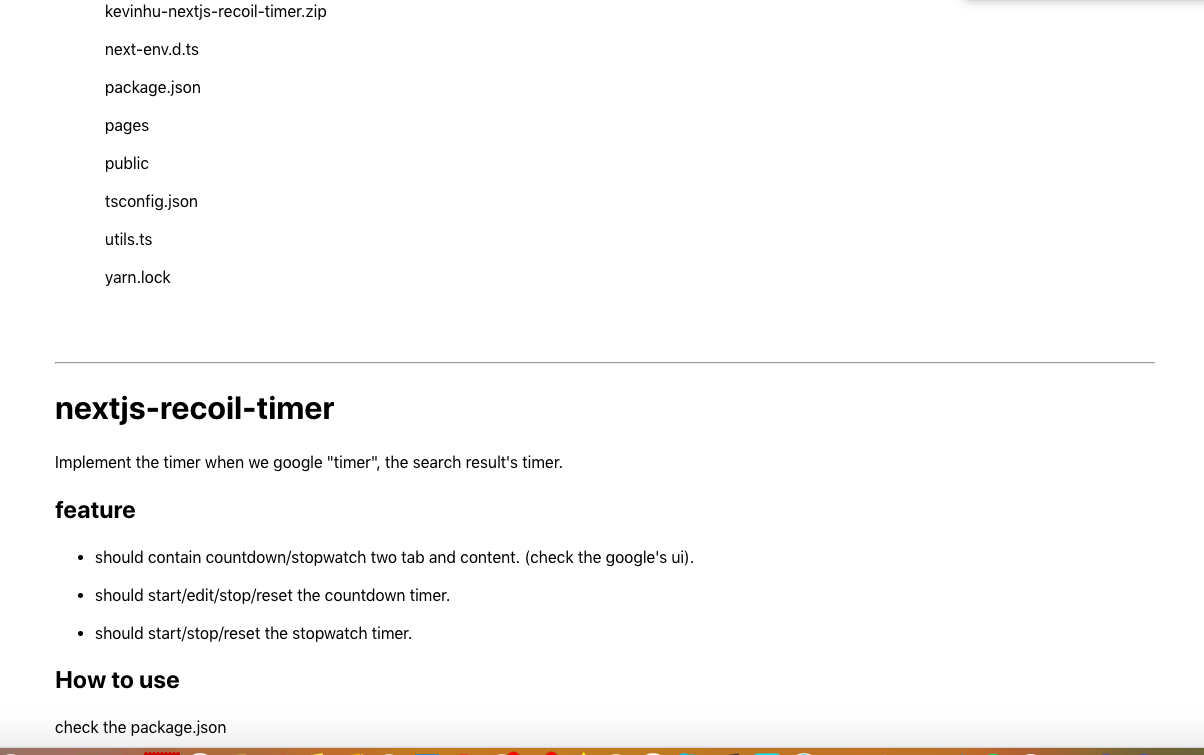 kevinhu-nextjs-recoil-timer.zip
next-env.d.ts
package.json
pages
public
tsconfig.json
utils.ts
yarn.lock
nextjs-recoil-timer
Implement the timer when we google "timer", the search result's timer.
feature
• should contain countdown/stopwatch two tab and content. (check the google's ui).
• should start/edit/stop/reset the countdown timer.
• should start/stop/reset the stopwatch timer.
How to use
check the package.json